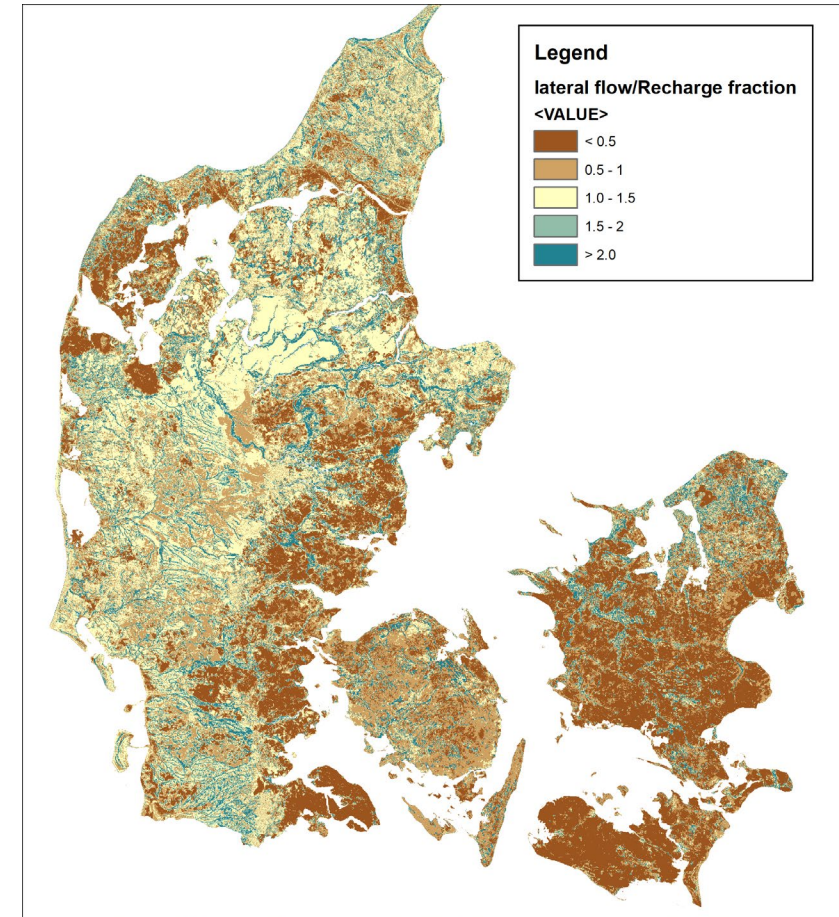 Legend
lateral flow/Recharge fraction
<VALUE>
< 0.5
0.5 - 1
1.0 - 1.5
1.5 - 2
> 2.0